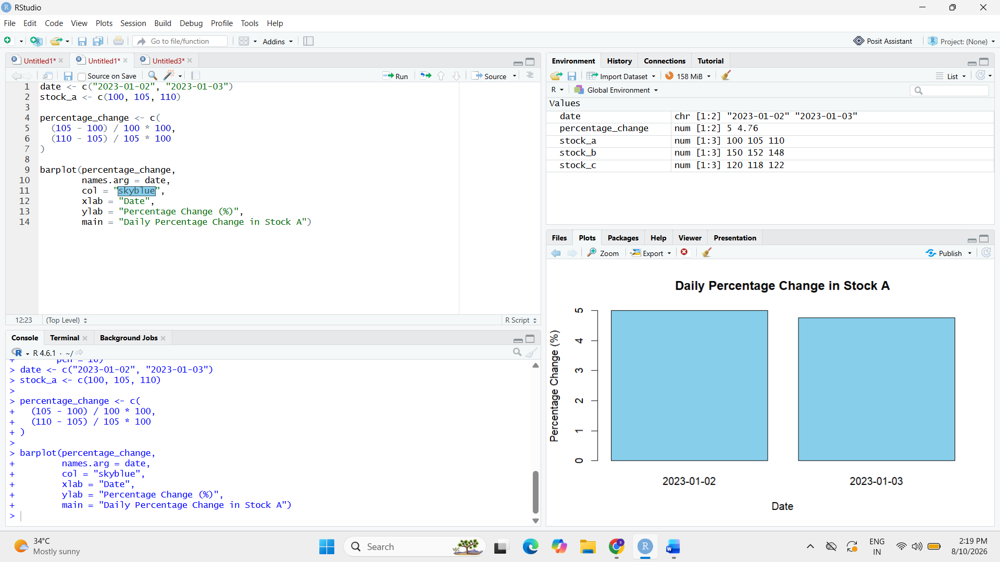 RStudio
File Edit Code View Plots Session Build Debug Profile Tools Help
Go to file/function Addins Posit Assistant Project: (None)
Untitled1* Untitled1* Untitled3*
Source on Save Run Source
1 date <- c("2023-01-02", "2023-01-03")
2 stock_a <- c(100, 105, 110)
3
4 percentage_change <- c(
5 (105 - 100) / 100 * 100,
6 (110 - 105) / 105 * 100
7 )
8
9 barplot(percentage_change,
10 names.arg = date,
11 col = "skyblue",
12 xlab = "Date",
13 ylab = "Percentage Change (%)",
14 main = "Daily Percentage Change in Stock A")
12:23 (Top Level) R Script
Console Terminal Background Jobs
R 4.6.1 · ~/
+ pch = 16)
> date <- c("2023-01-02", "2023-01-03")
> stock_a <- c(100, 105, 110)
>
> percentage_change <- c(
+ (105 - 100) / 100 * 100,
+ (110 - 105) / 105 * 100
+ )
>
> barplot(percentage_change,
+ names.arg = date,
+ col = "skyblue",
+ xlab = "Date",
+ ylab = "Percentage Change (%)",
+ main = "Daily Percentage Change in Stock A")
>
Environment History Connections Tutorial
Import Dataset 158 MiB List
R Global Environment
Values
date chr [1:2] "2023-01-02" "2023-01-03"
percentage_change num [1:2] 5 4.76
stock_a num [1:3] 100 105 110
stock_b num [1:3] 150 152 148
stock_c num [1:3] 120 118 122
Files Plots Packages Help Viewer Presentation
Zoom Export Publish
Daily Percentage Change in Stock A
Percentage Change (%)
5
4
3
2
1
0
2023-01-02 2023-01-03
Date
34°C
Mostly sunny
Search
ENG
IN
2:19 PM
8/10/2026